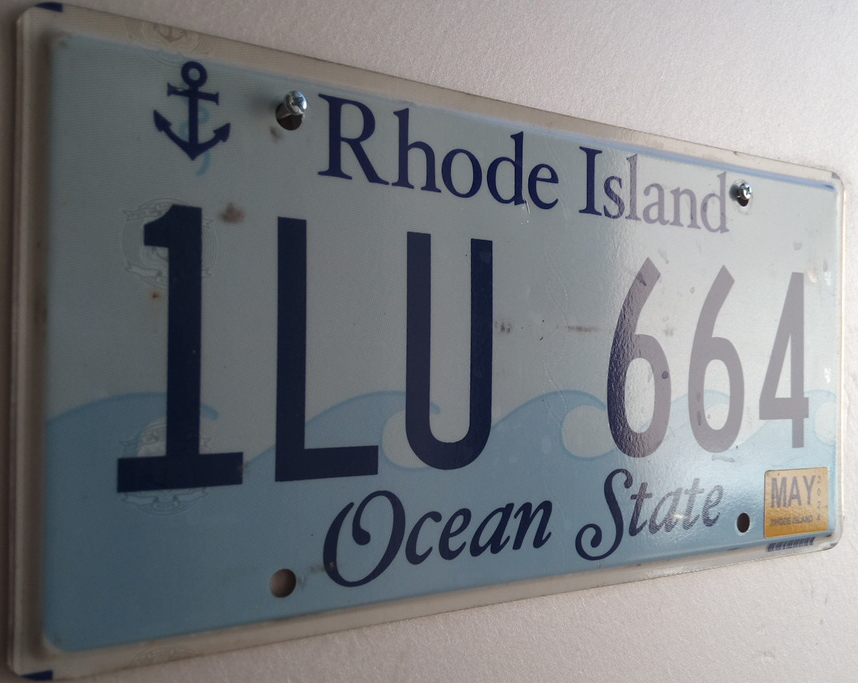 Rhode Island
1LU 664
Ocean State
MAY
RHODE ISLAND